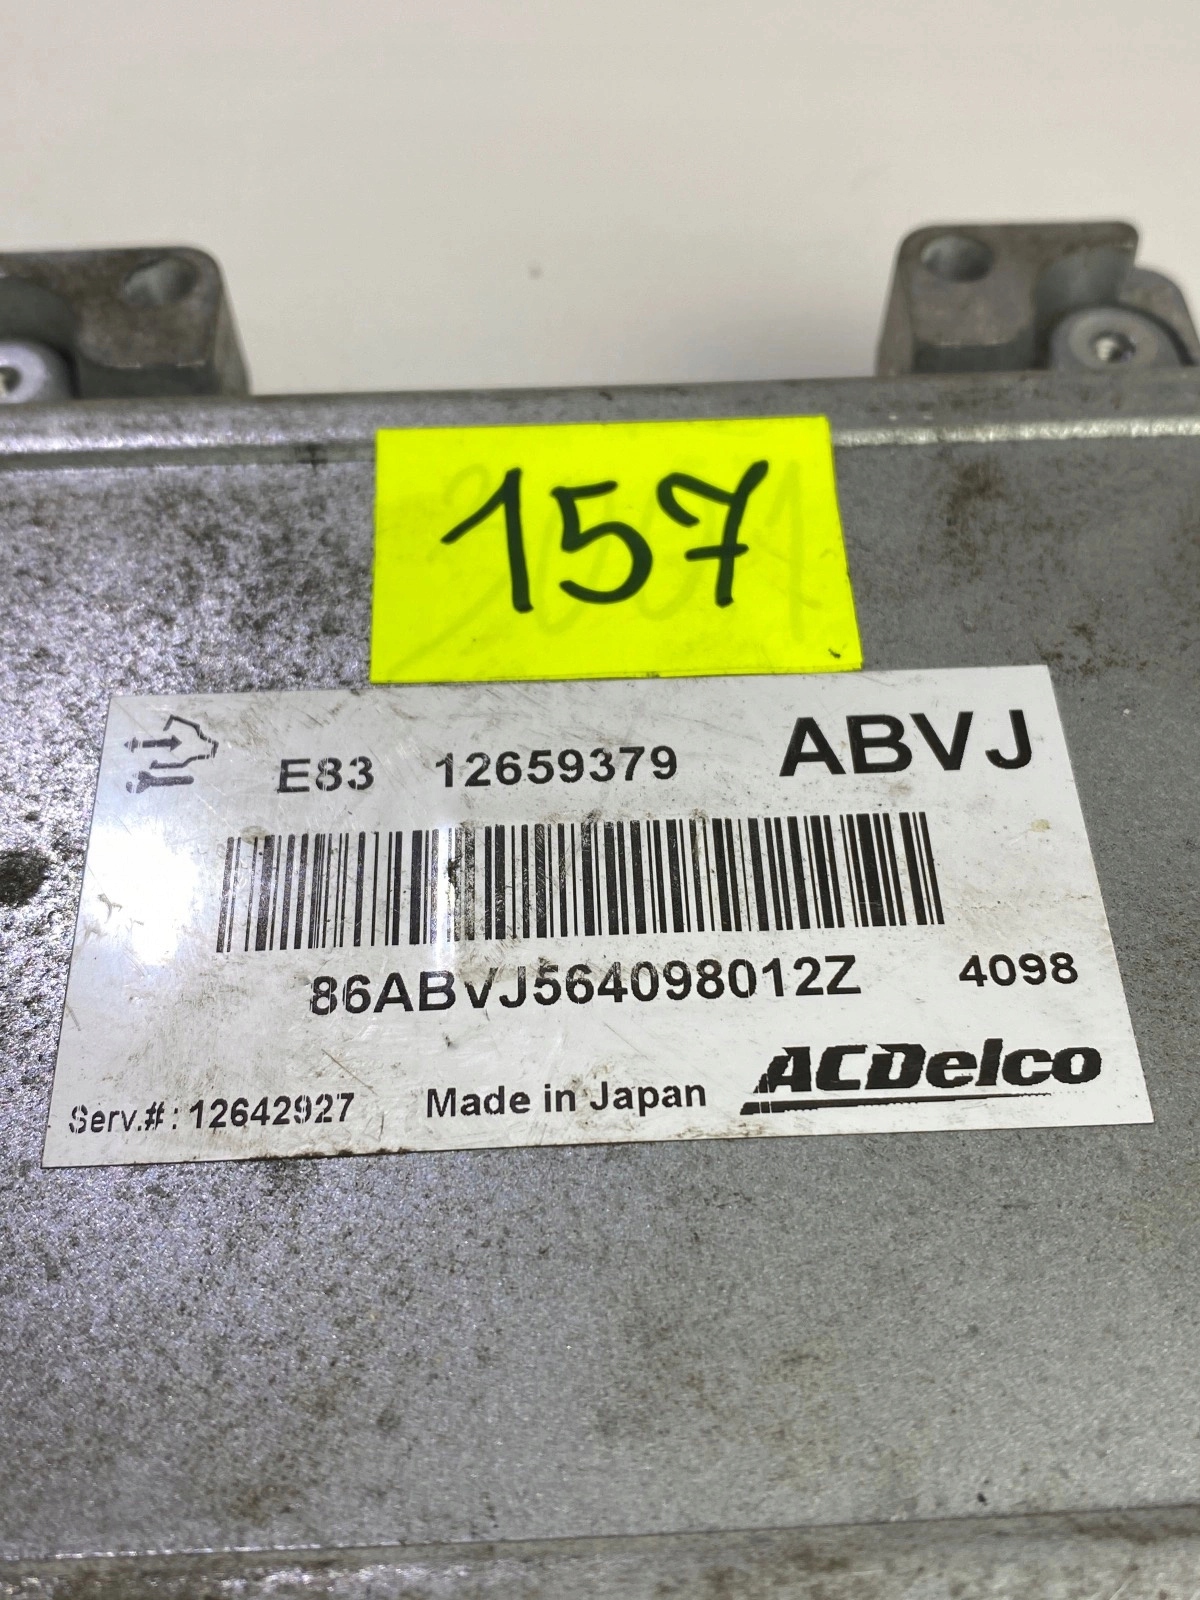 157
E83 12659379 ABVJ
86ABVJ564098012Z 4098
Serv.#: 12642927 Made in Japan ACDelco